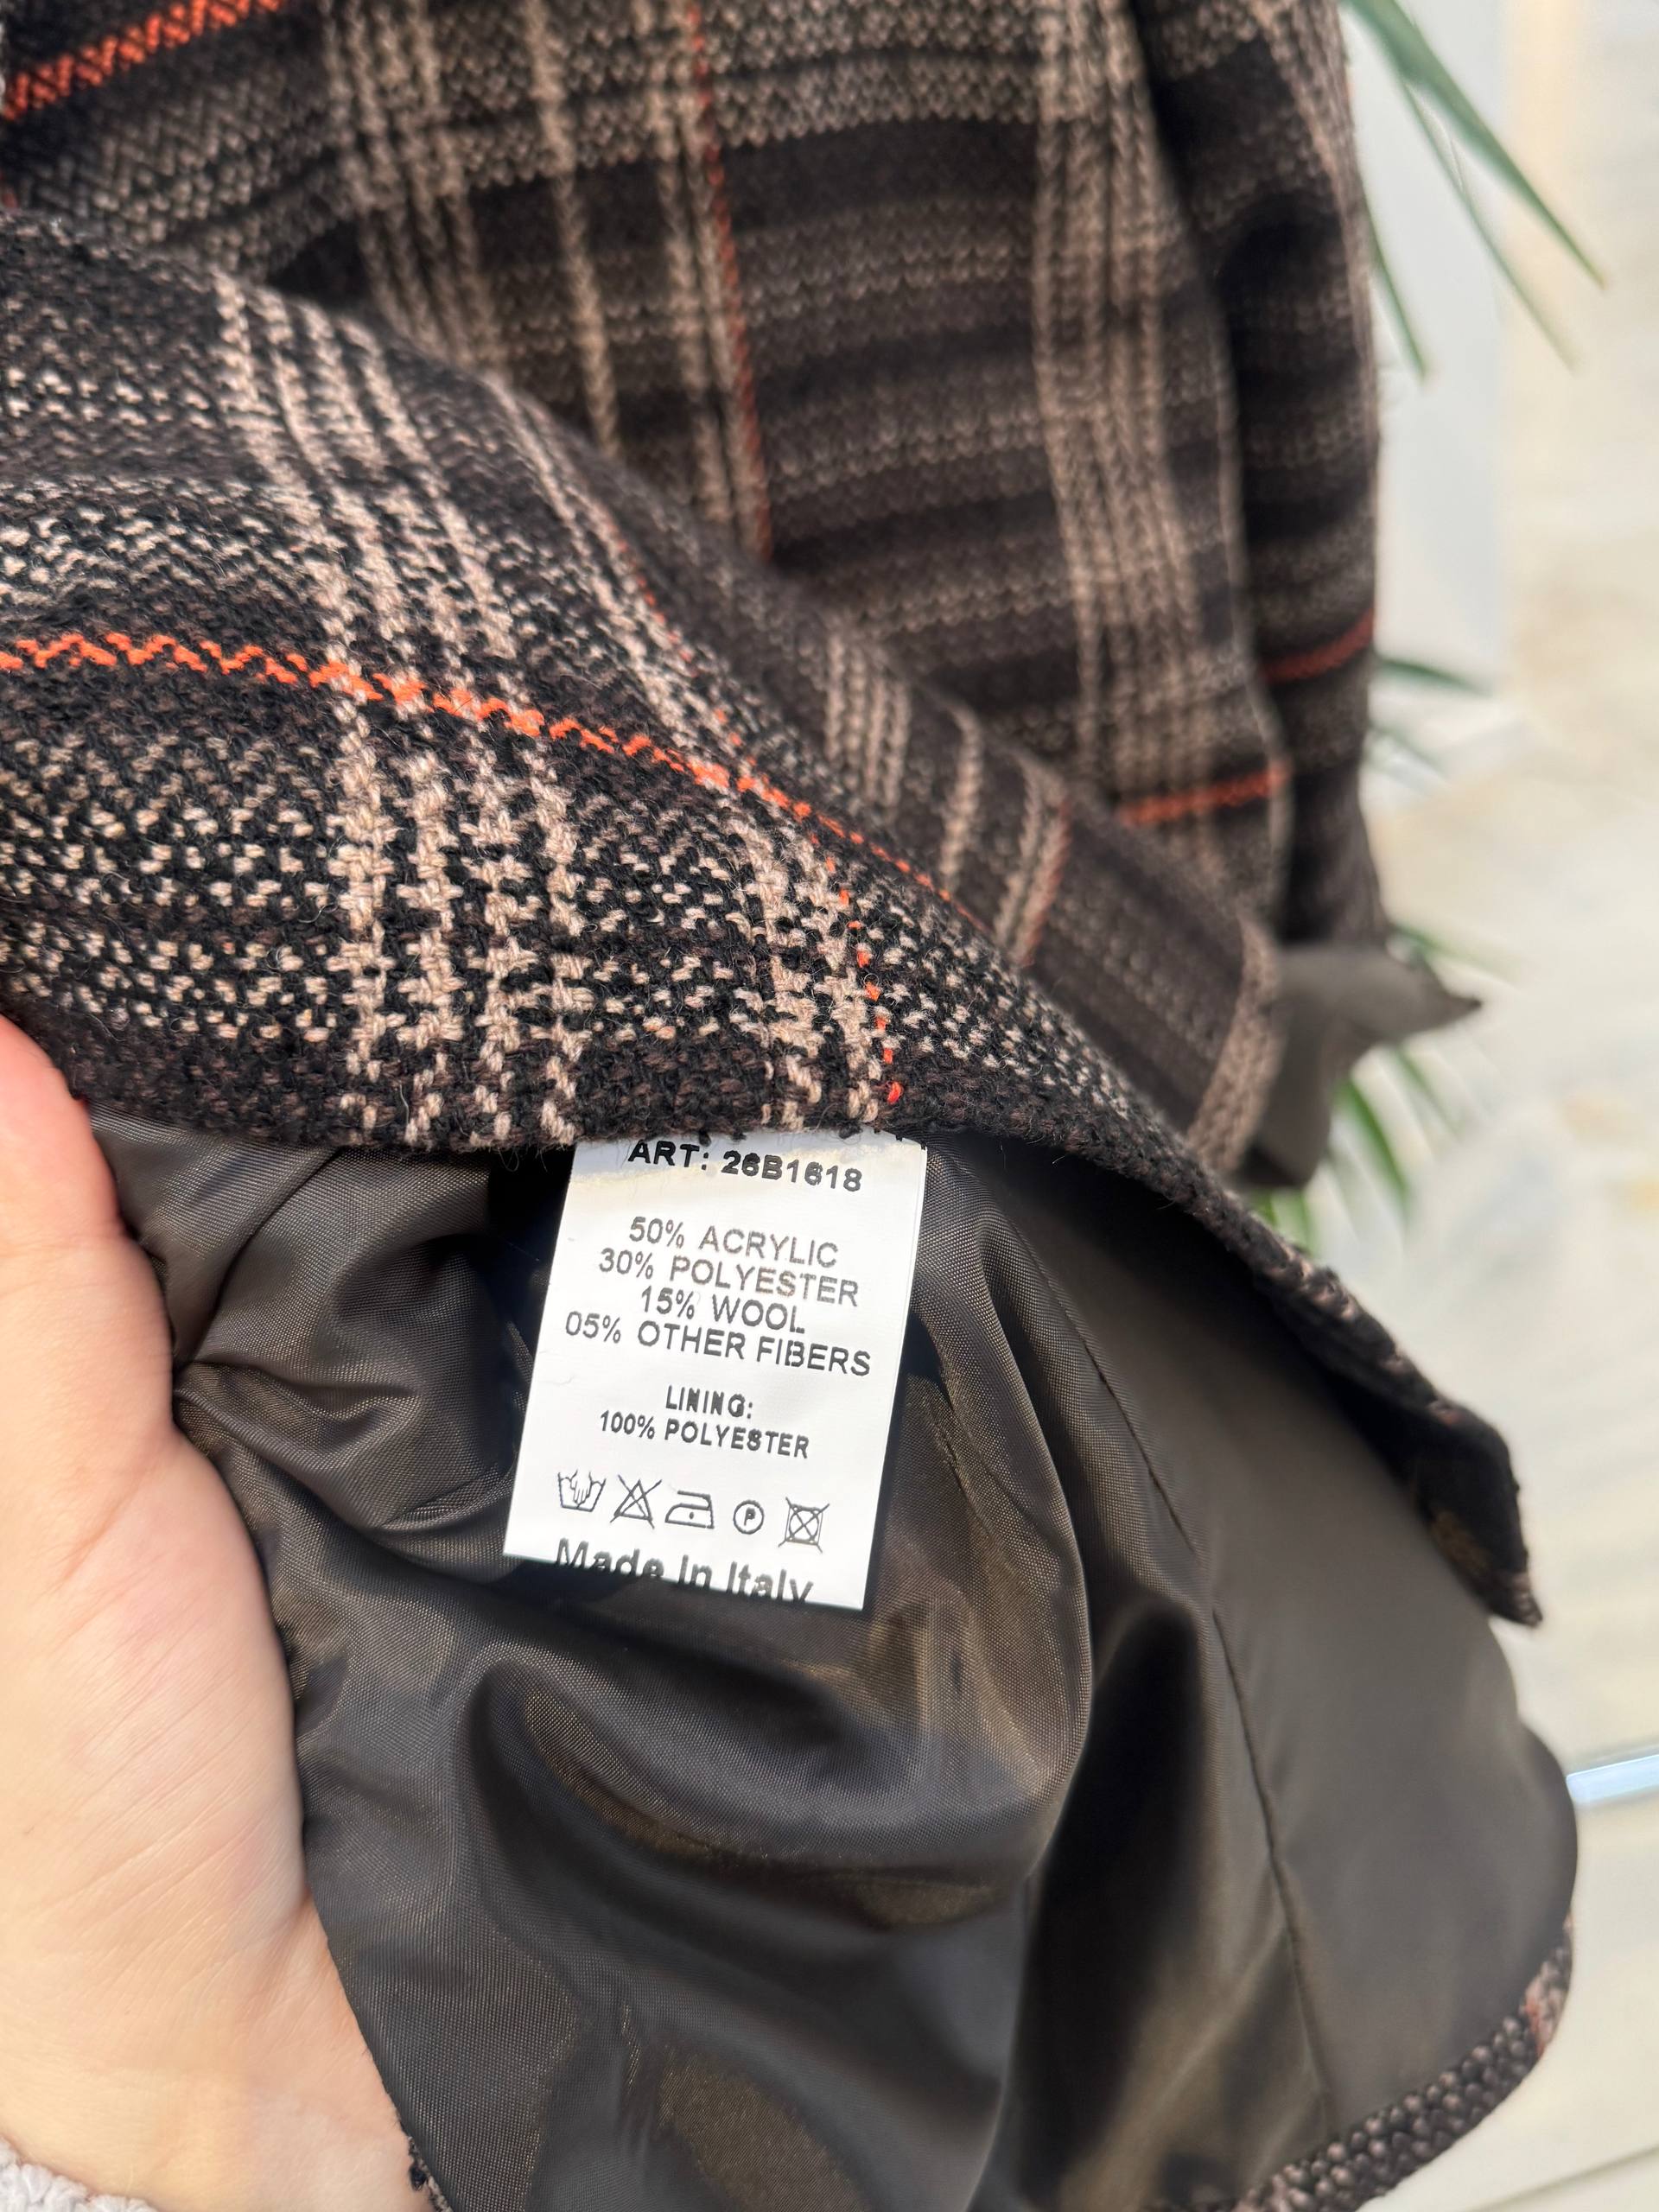 ART: 26B1618
50% ACRYLIC
30% POLYESTER
15% WOOL
05% OTHER FIBERS
LINING:
100% POLYESTER
P
Made in Italy